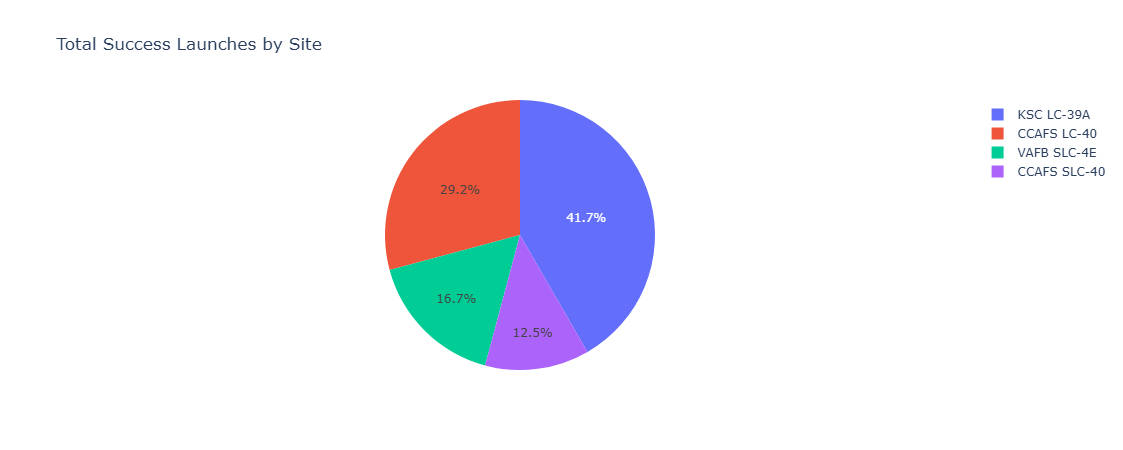 Total Success Launches by Site
KSC LC-39A
CCAFS LC-40
VAFB SLC-4E
CCAFS SLC-40
29.2%
41.7%
16.7%
12.5%